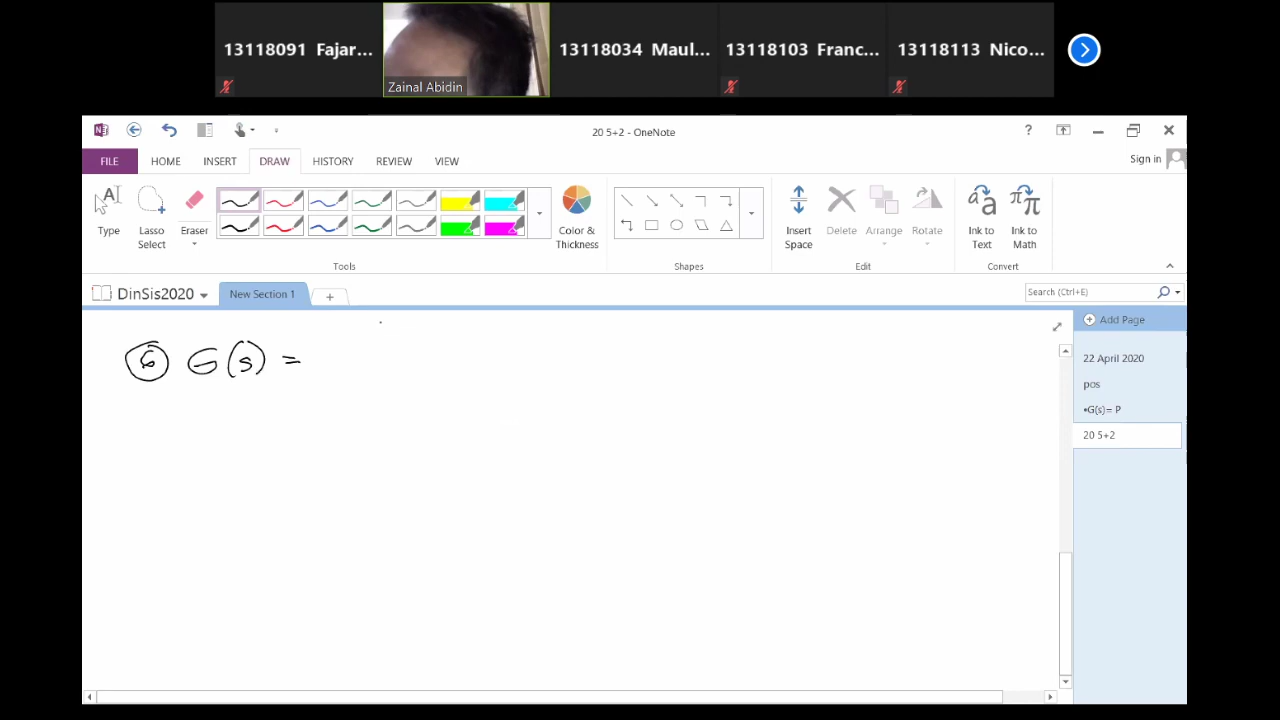 13118091 Fajar...
Zainal Abidin
13118034 Maul...
13118103 Franc...
13118113 Nico...
20 5+2 - OneNote
?
FILE HOME INSERT DRAW HISTORY REVIEW VIEW
Sign in
Type
Lasso Select
Eraser
Color & Thickness
Insert Space
Delete
Arrange
Rotate
Ink to Text
Ink to Math
Tools
Shapes
Edit
Convert
DinSis2020
New Section 1
Search (Ctrl+E)
Add Page
22 April 2020
pos
•G(s)= P
20 5+2
6 G(s) =